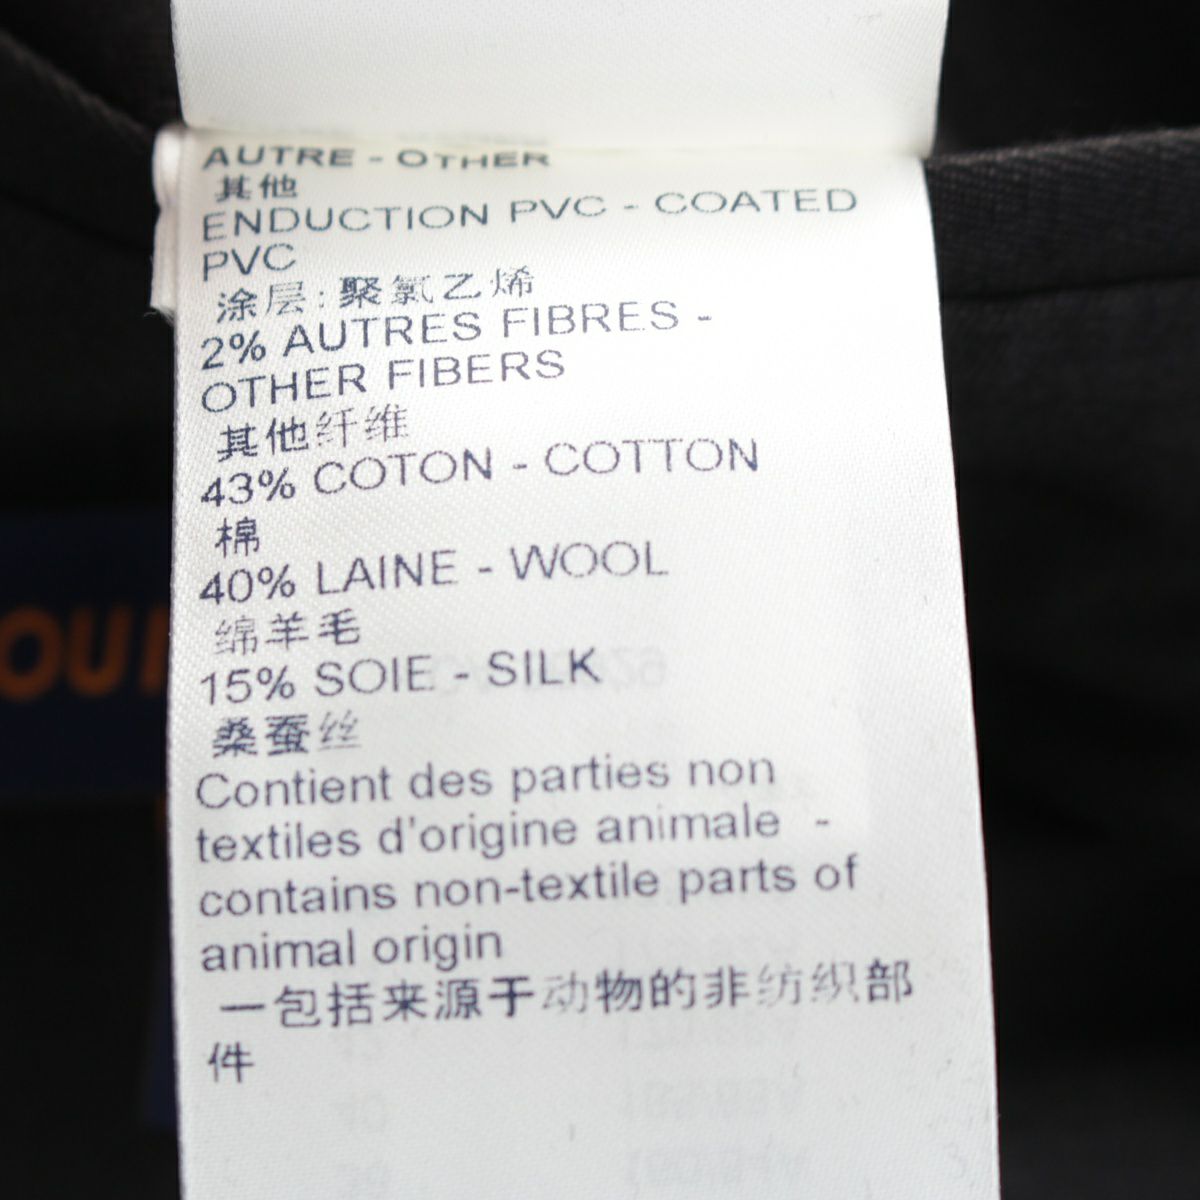 AUTRE - OTHER
其他
ENDUCTION PVC - COATED
PVC
涂层:聚氯乙烯
2% AUTRES FIBRES -
OTHER FIBERS
其他纤维
43% COTON - COTTON
棉
40% LAINE - WOOL
绵羊毛
15% SOIE - SILK
桑蚕丝
Contient des parties non
textiles d'origine animale -
contains non-textile parts of
animal origin
一包括来源于动物的非纺织部
件
OU